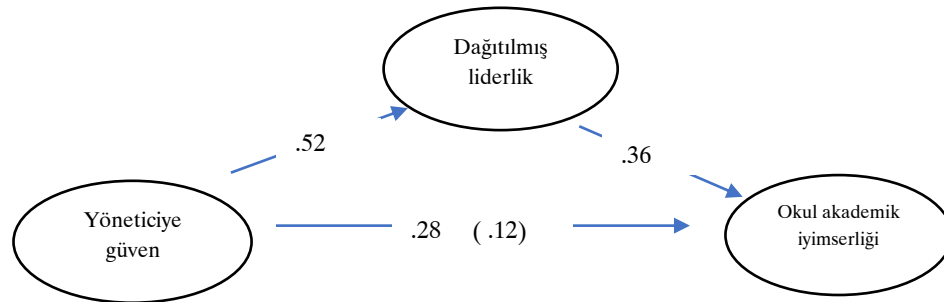 Dağıtılmış
liderlik
.52
.36
Yöneticiye
güven
.28 ( .12)
Okul akademik
iyimserliği